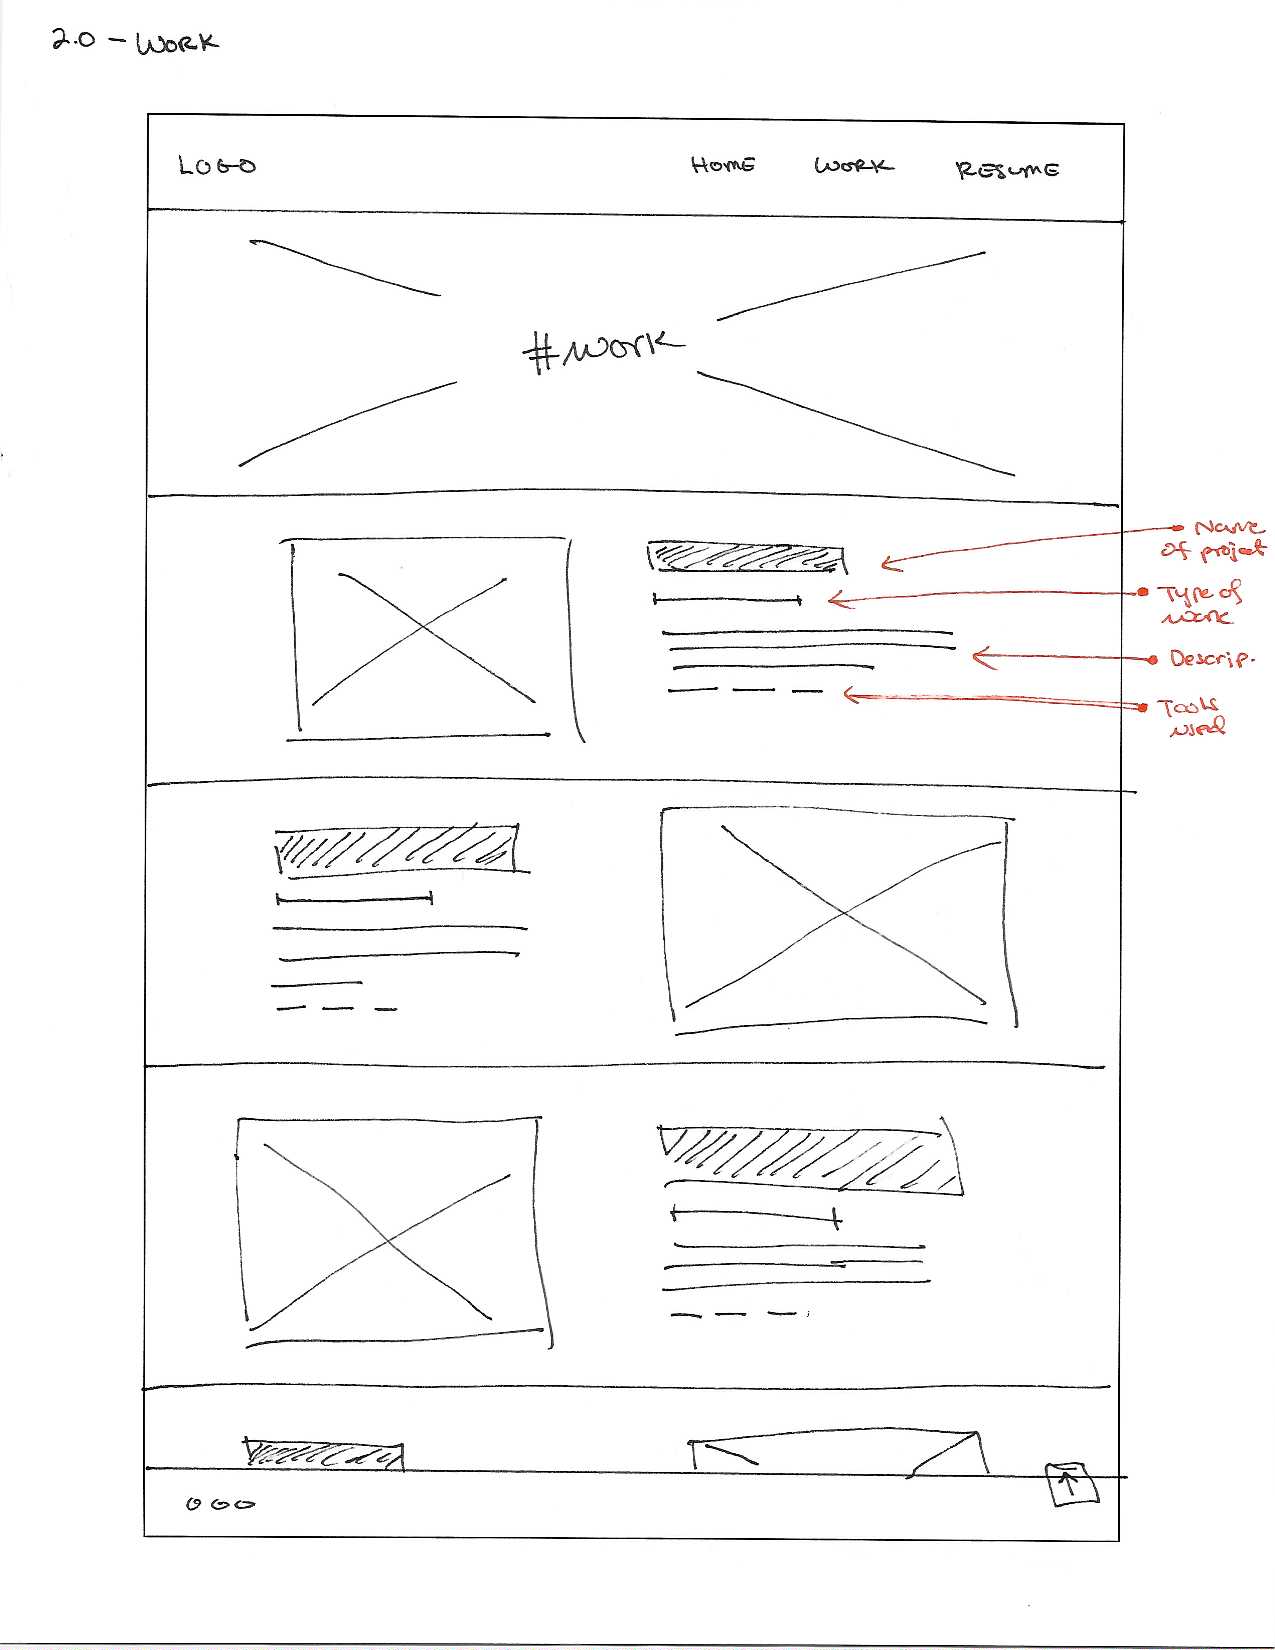 2.0 - WORK
LOGO HOME WORK RESUME
#work
Name
of project
Type of
work
Descrip.
Tools
used